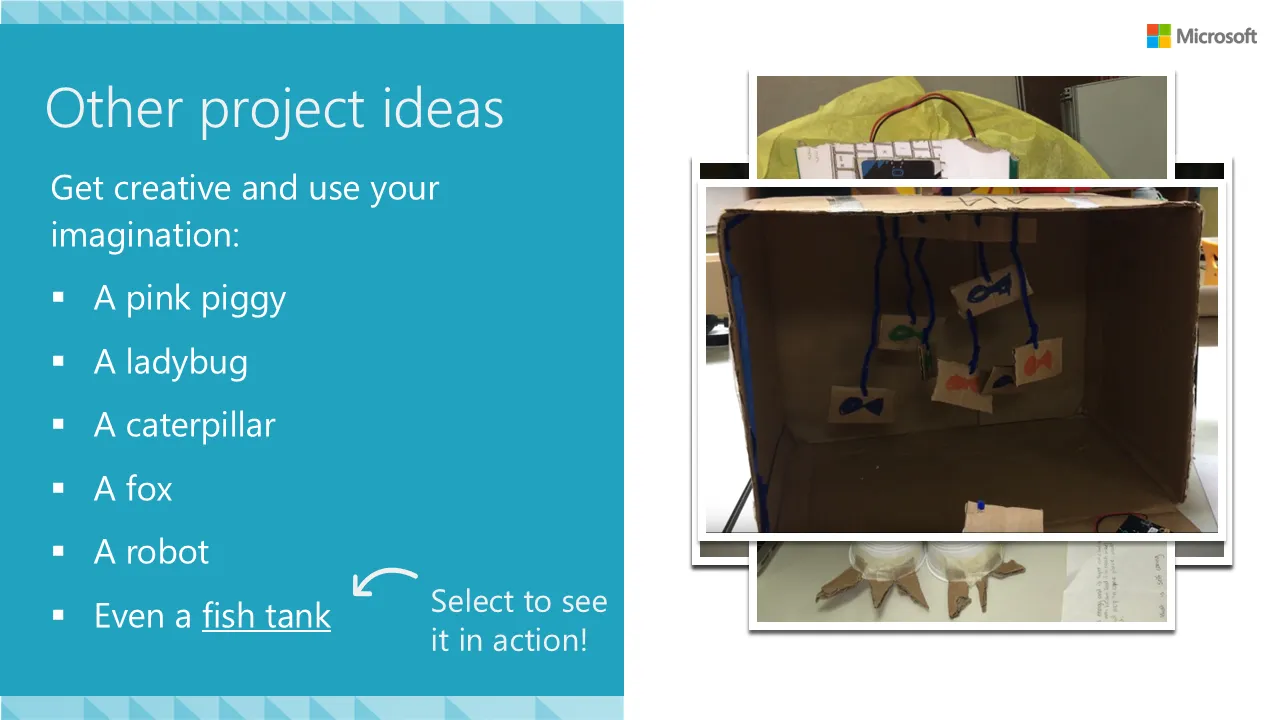 Other project ideas
Get creative and use your
imagination:
▪ A pink piggy
▪ A ladybug
▪ A caterpillar
▪ A fox
▪ A robot
▪ Even a fish tank
Select to see
it in action!
Microsoft